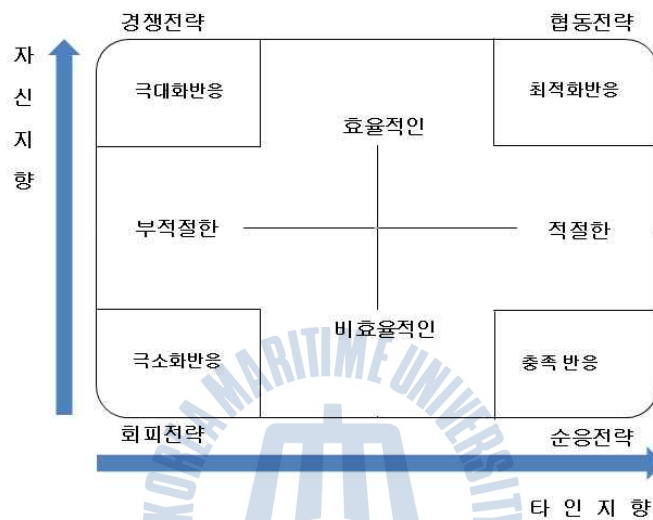 경쟁전략 협동전략
자신지향
극대화반응 최적화반응
효율적인
부적절한 적절한
비효율적인
극소화반응 충족 반응
회피전략 순응전략
타 인 지 향
KOREA MARITIME UNIVERSITY